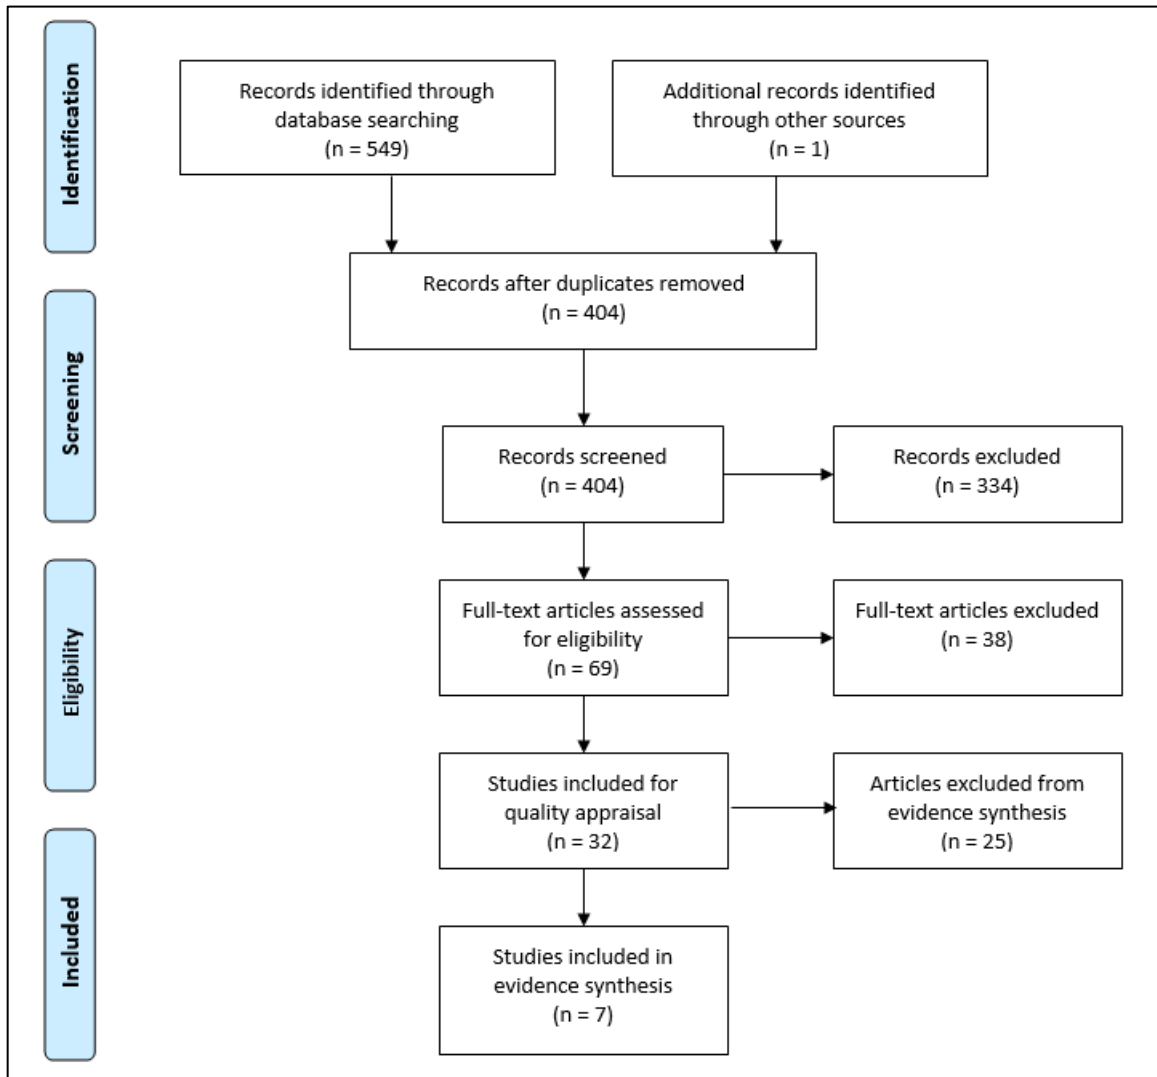 Identification
Records identified through
database searching
(n = 549)
Additional records identified
through other sources
(n = 1)
Records after duplicates removed
(n = 404)
Screening
Records screened
(n = 404)
Records excluded
(n = 334)
Eligibility
Full-text articles assessed
for eligibility
(n = 69)
Full-text articles excluded
(n = 38)
Studies included for
quality appraisal
(n = 32)
Articles excluded from
evidence synthesis
(n = 25)
Included
Studies included in
evidence synthesis
(n = 7)